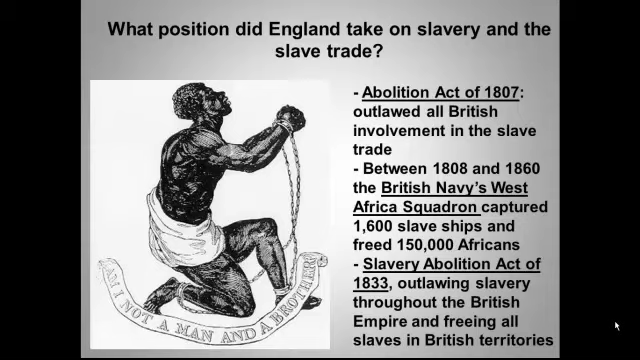 What position did England take on slavery and the
slave trade?
- Abolition Act of 1807:
outlawed all British
involvement in the slave
trade
- Between 1808 and 1860
the British Navy's West
Africa Squadron captured
1,600 slave ships and
freed 150,000 Africans
- Slavery Abolition Act of
1833, outlawing slavery
throughout the British
Empire and freeing all
slaves in British territories
AM I NOT A MAN AND A BROTHER?